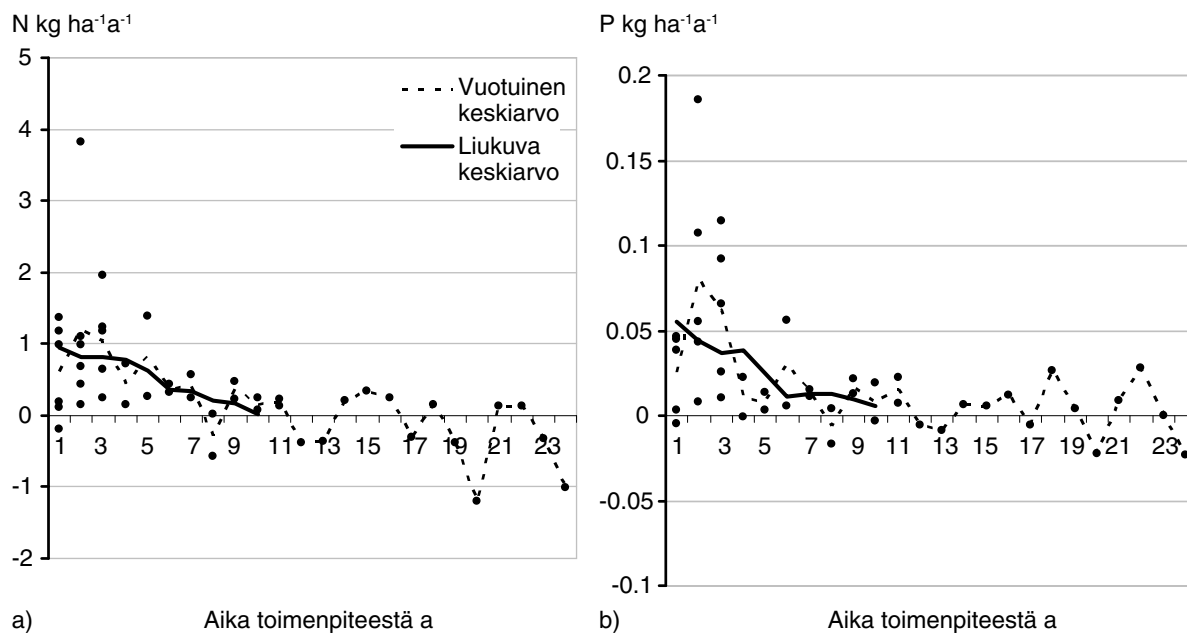 N kg ha⁻¹a⁻¹
5
4
3
2
1
0
-1
-2
1 3 5 7 9 11 13 15 17 19 21 23
Vuotuinen
keskiarvo
Liukuva
keskiarvo
a) Aika toimenpiteestä a
P kg ha⁻¹a⁻¹
0.2
0.15
0.1
0.05
0
-0.05
-0.1
1 3 5 7 9 11 13 15 17 19 21 23
b) Aika toimenpiteestä a